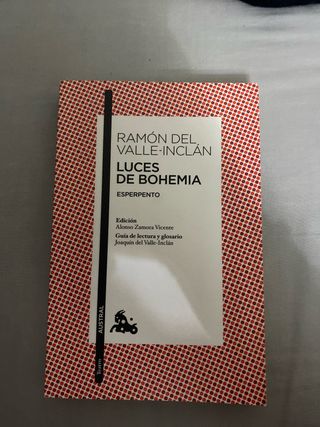 RAMÓN DEL
VALLE-INCLÁN
LUCES
DE BOHEMIA
ESPERPENTO
Edición
Alonso Zamora Vicente
Guía de lectura y glosario
Joaquín del Valle-Inclán
AUSTRAL
Teatro